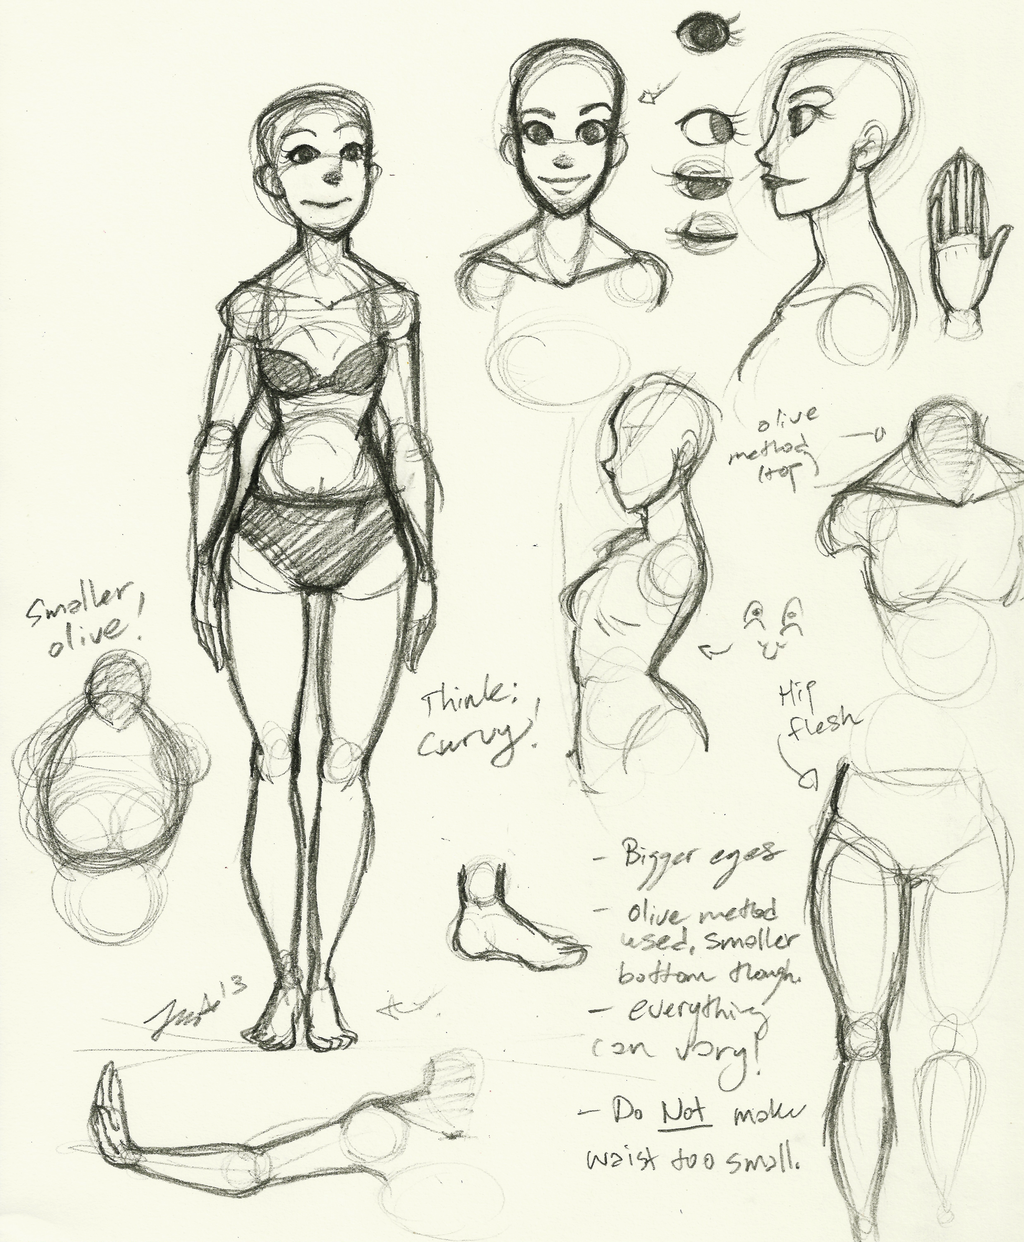 olive
method
(top)
Smaller
olive!
Think:
Curvy!
Hip
flesh
- Bigger eyes
- olive method
used, smaller
bottom though.
- everything
can vary!
- Do Not make
waist too small.
'13